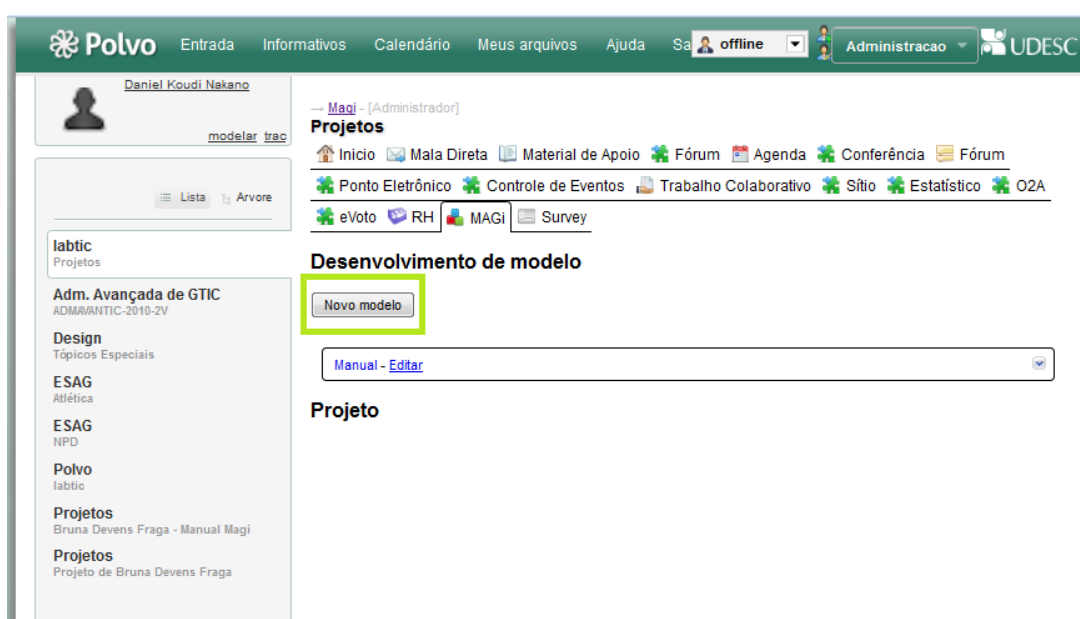 Polvo Entrada Informativos Calendário Meus arquivos Ajuda Sa offline Administracao UDESC
Daniel Koudi Nakano
modelar trac
Lista Arvore
labtic
Projetos
Adm. Avançada de GTIC
ADMAVANTIC-2010-2V
Design
Tópicos Especiais
ESAG
Atlética
ESAG
NPD
Polvo
labtic
Projetos
Bruna Devens Fraga - Manual Magi
Projetos
Projeto de Bruna Devens Fraga
→ Magi - [Administrador]
Projetos
Inicio Mala Direta Material de Apoio Fórum Agenda Conferência Fórum
Ponto Eletrônico Controle de Eventos Trabalho Colaborativo Sítio Estatístico O2A
eVoto RH MAGi Survey
Desenvolvimento de modelo
Novo modelo
Manual - Editar
Projeto